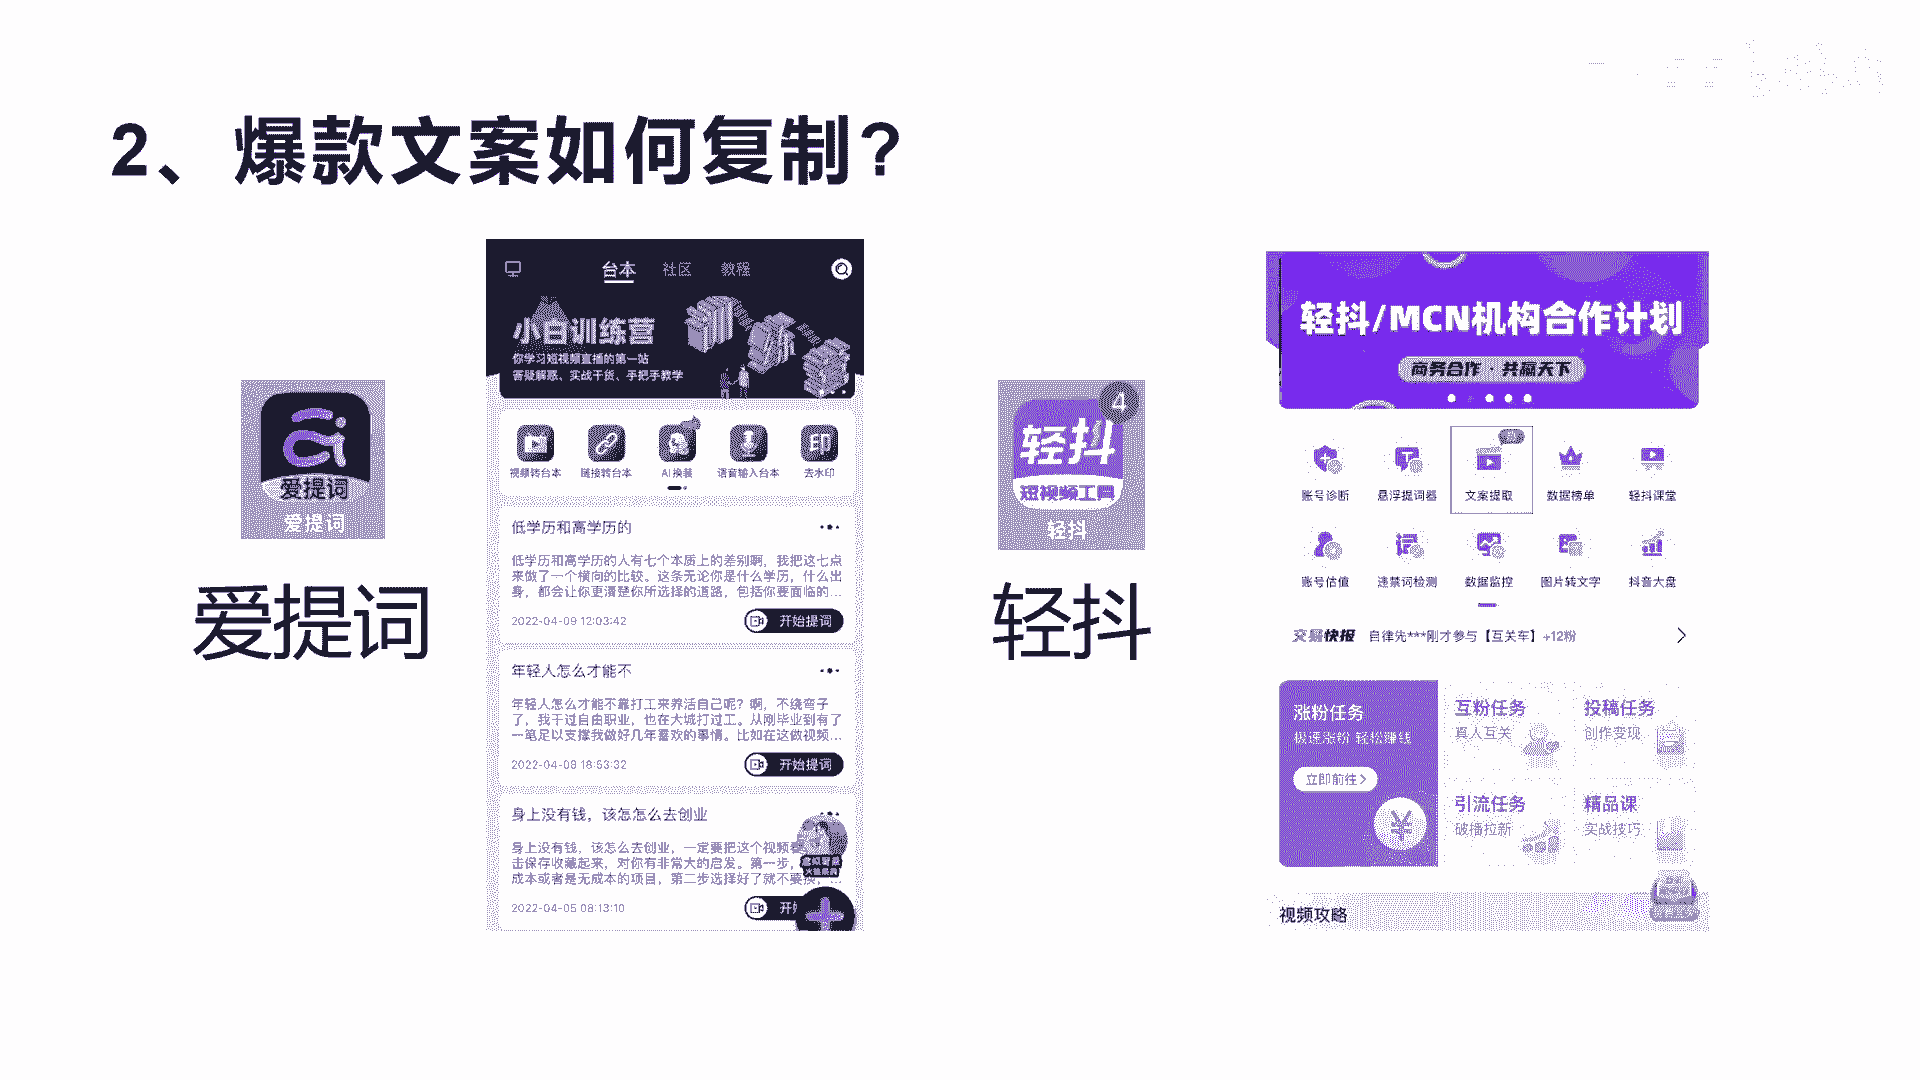 2、爆款文案如何复制?
爱提词
爱提词
爱提词
台本 社区 教程
小白训练营
你学习短视频直播的第一站
答疑解惑、实战干货、手把手教学
视频转台本 链接转台本 AI换装 语音输入台本 去水印
印
低学历和高学历的
低学历和高学历的人有七个本质上的差别啊，我把这七点
来做了一个横向的比较。这条无论你是什么学历，什么出
身，都会让你更清楚你所选择的道路，包括你要面临的...
2022-04-09 12:03:42 开始提词
年轻人怎么才能不
年轻人怎么才能不靠打工来养活自己呢？啊，不绕弯子
了，我干过自由职业，也在大城打过工。从刚毕业到有了
一笔足以支撑我做好几年喜欢的事情。比如在这做视频...
2022-04-08 18:53:32 开始提词
身上没有钱，该怎怎么去创业
身上没有钱，该怎么去创业，一定要把这个视频看
击保存收藏起来，对你有非常大的启发。第一步，
成本或者是无成本的项目，第二步选择好了就不要换，...
2022-04-05 08:13:10 开始
4
轻抖
短视频工具
轻抖
轻抖
轻抖/MCN机构合作计划
商务合作 · 共赢天下
账号诊断 悬浮提词器 文案提取 数据榜单 轻抖课堂
账号估值 违禁词检测 数据监控 图片转文字 抖音大盘
交易快报 自律先***刚才参与【互关车】+12粉
涨粉任务
极速涨粉 轻松赚钱
立即前往
互粉任务 投稿任务
真人互关 创作变现
引流任务 精品课
破播拉新 实战技巧
视频攻略